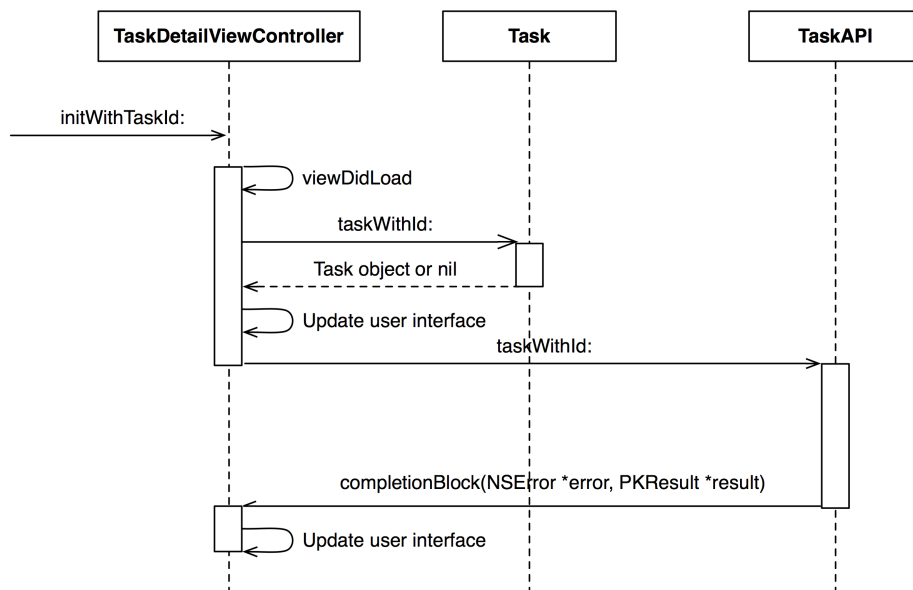 TaskDetailViewController
Task
TaskAPI
initWithTaskId:
viewDidLoad
taskWithId:
Task object or nil
Update user interface
taskWithId:
completionBlock(NSError *error, PKResult *result)
Update user interface